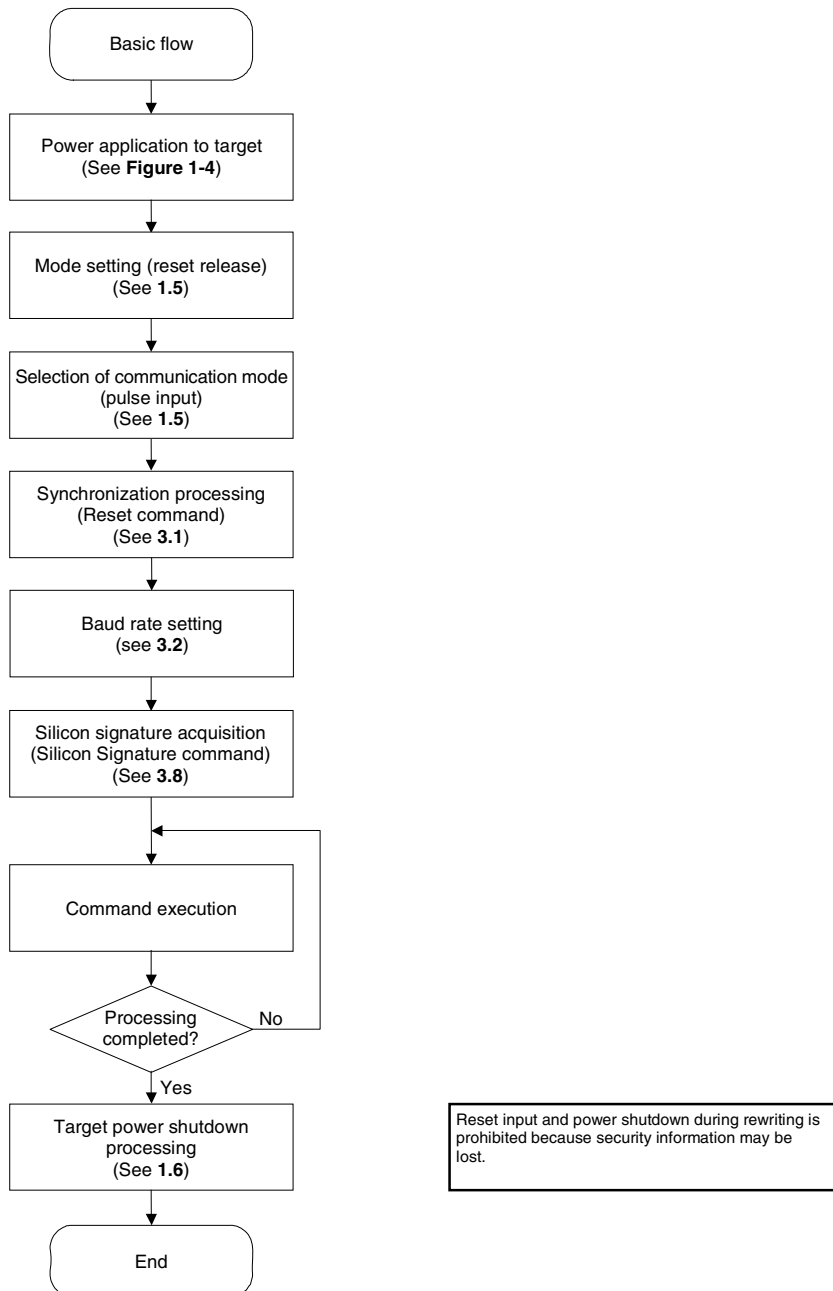 Basic flow
Power application to target
(See Figure 1-4)
Mode setting (reset release)
(See 1.5)
Selection of communication mode
(pulse input)
(See 1.5)
Synchronization processing
(Reset command)
(See 3.1)
Baud rate setting
(see 3.2)
Silicon signature acquisition
(Silicon Signature command)
(See 3.8)
Command execution
Processing
completed?
No
Yes
Target power shutdown
processing
(See 1.6)
Reset input and power shutdown during rewriting is
prohibited because security information may be
lost.
End